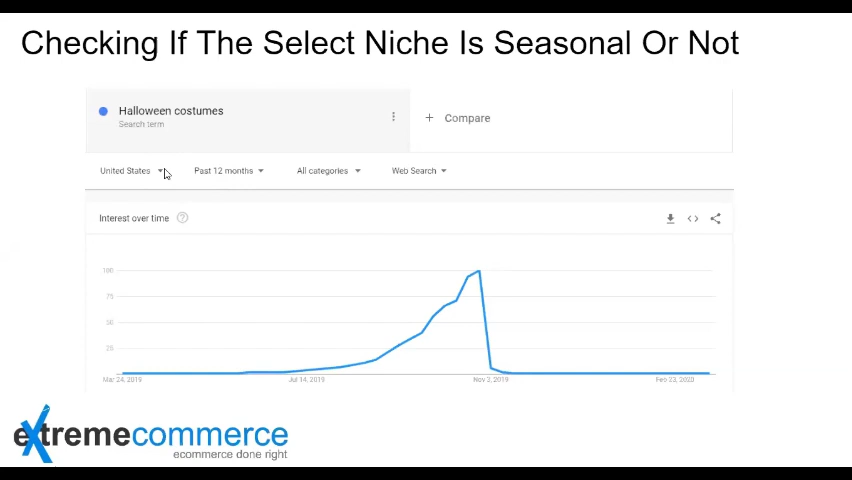 Checking If The Select Niche Is Seasonal Or Not
Halloween costumes
Search term
+ Compare
United States
Past 12 months
All categories
Web Search
Interest over time
?
100
75
50
25
Mar 24, 2019
Jul 14, 2019
Nov 2, 2019
Feb 23, 2020
extremecommerce
ecommerce done right